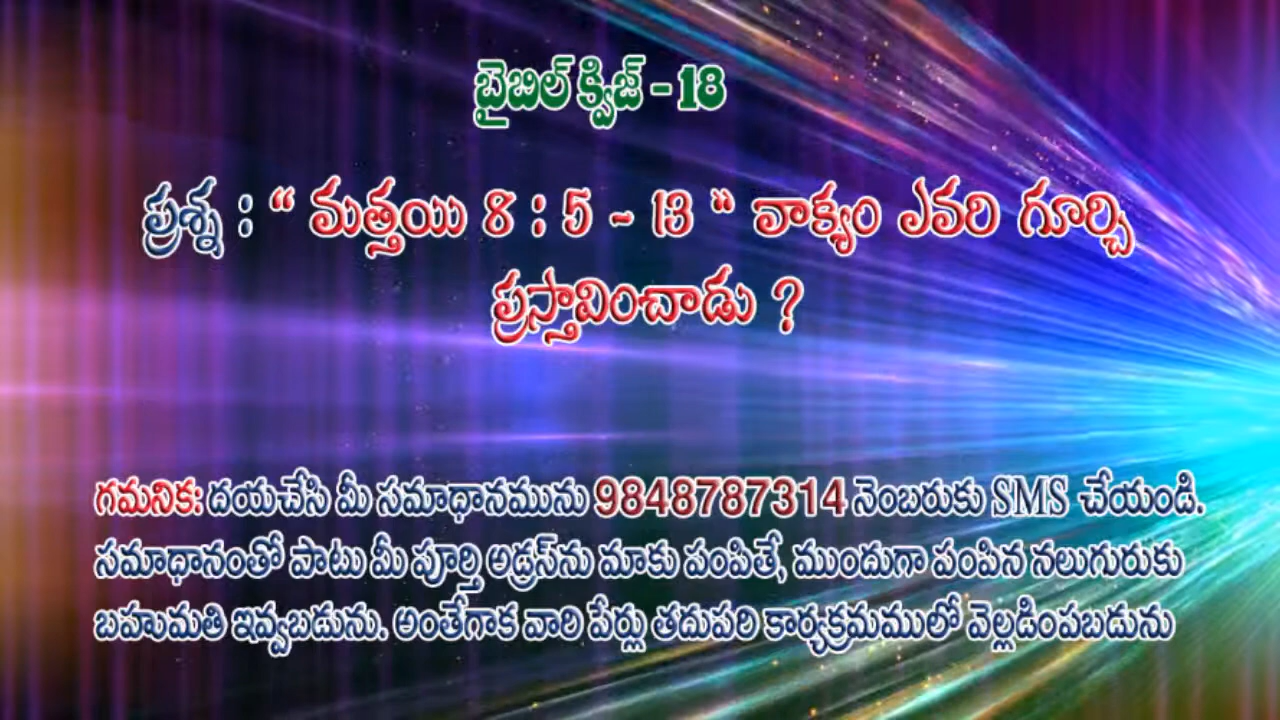 బైబిల్ క్విజ్ - 18
ప్రశ్న : “ మత్తయి 8 : 5 - 13 ” వాక్యం ఎవరి గూర్చి
ప్రస్తావించాడు ?
గమనిక: దయచేసి మీ సమాధానమును 9848787314 నెంబరుకు SMS చేయండి.
సమాధానంతో పాటు మీ పూర్తి అడ్రస్‌ను మాకు పంపితే, ముందుగా పంపిన నలుగురుకు
బహుమతి ఇవ్వబడును. అంతేగాక వారి పేర్లు తదుపరి కార్యక్రమములో వెల్లడింపబడును